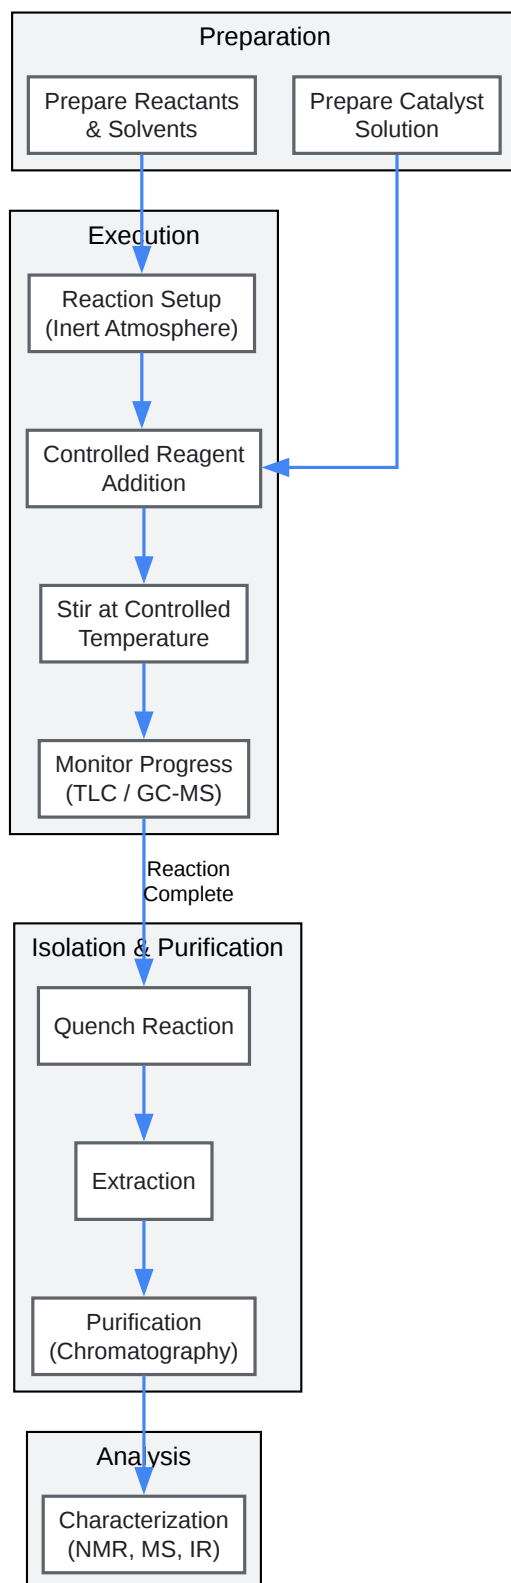 Preparation
Prepare Reactants
& Solvents
Prepare Catalyst
Solution
Execution
Reaction Setup
(Inert Atmosphere)
Controlled Reagent
Addition
Stir at Controlled
Temperature
Monitor Progress
(TLC / GC-MS)
Reaction
Complete
Isolation & Purification
Quench Reaction
Extraction
Purification
(Chromatography)
Analysis
Characterization
(NMR, MS, IR)